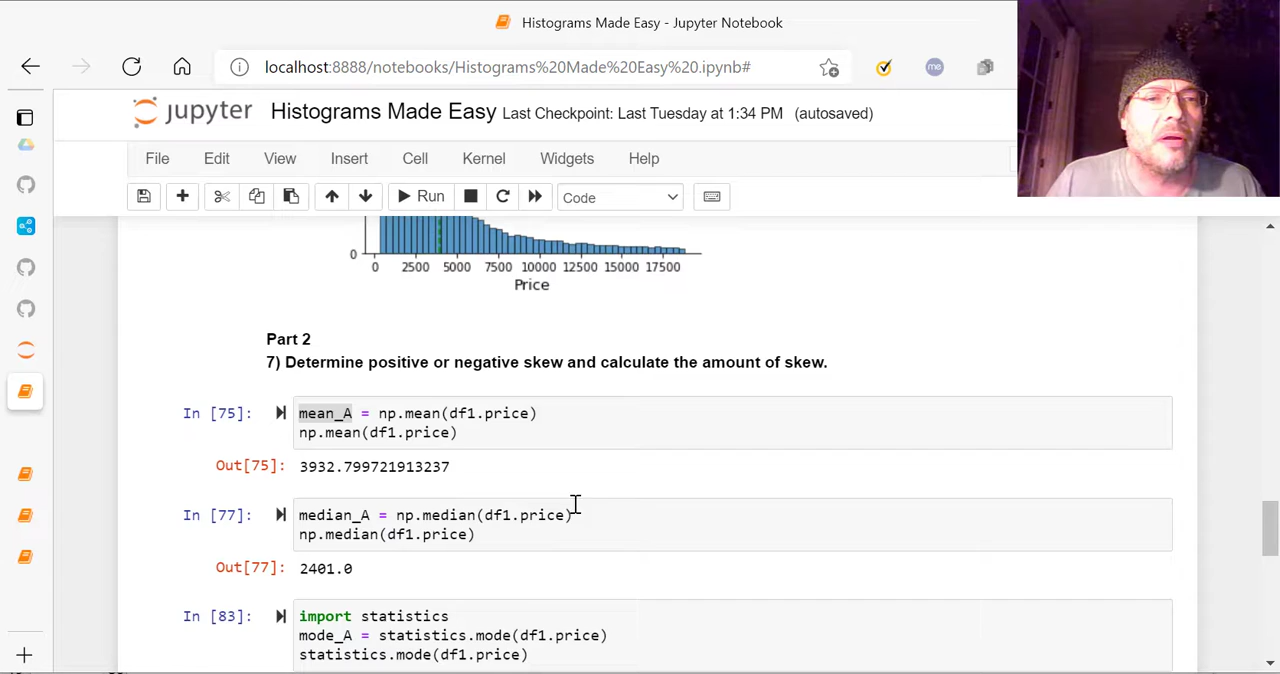 Histograms Made Easy - Jupyter Notebook
localhost:8888/notebooks/Histograms%20Made%20Easy%20.ipynb#
me
jupyter Histograms Made Easy Last Checkpoint: Last Tuesday at 1:34 PM (autosaved)
File Edit View Insert Cell Kernel Widgets Help
Run Code
0
0 2500 5000 7500 10000 12500 15000 17500
Price
Part 2
7) Determine positive or negative skew and calculate the amount of skew.
In [75]: mean_A = np.mean(df1.price)
np.mean(df1.price)
Out[75]: 3932.799721913237
In [77]: median_A = np.median(df1.price)
np.median(df1.price)
Out[77]: 2401.0
In [83]: import statistics
mode_A = statistics.mode(df1.price)
statistics.mode(df1.price)